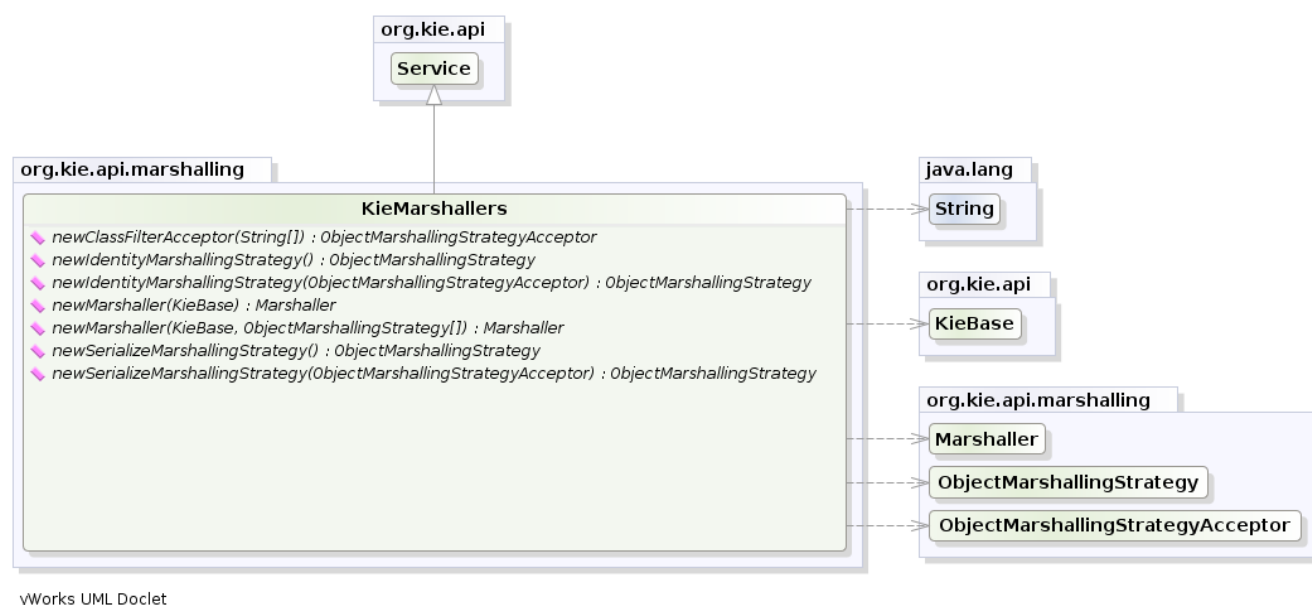 org.kie.api
Service
org.kie.api.marshalling
KieMarshallers
newClassFilterAcceptor(String[]) : ObjectMarshallingStrategyAcceptor
newIdentityMarshallingStrategy() : ObjectMarshallingStrategy
newIdentityMarshallingStrategy(ObjectMarshallingStrategyAcceptor) : ObjectMarshallingStrategy
newMarshaller(KieBase) : Marshaller
newMarshaller(KieBase, ObjectMarshallingStrategy[]) : Marshaller
newSerializeMarshallingStrategy() : ObjectMarshallingStrategy
newSerializeMarshallingStrategy(ObjectMarshallingStrategyAcceptor) : ObjectMarshallingStrategy
java.lang
String
org.kie.api
KieBase
org.kie.api.marshalling
Marshaller
ObjectMarshallingStrategy
ObjectMarshallingStrategyAcceptor
yWorks UML Doclet